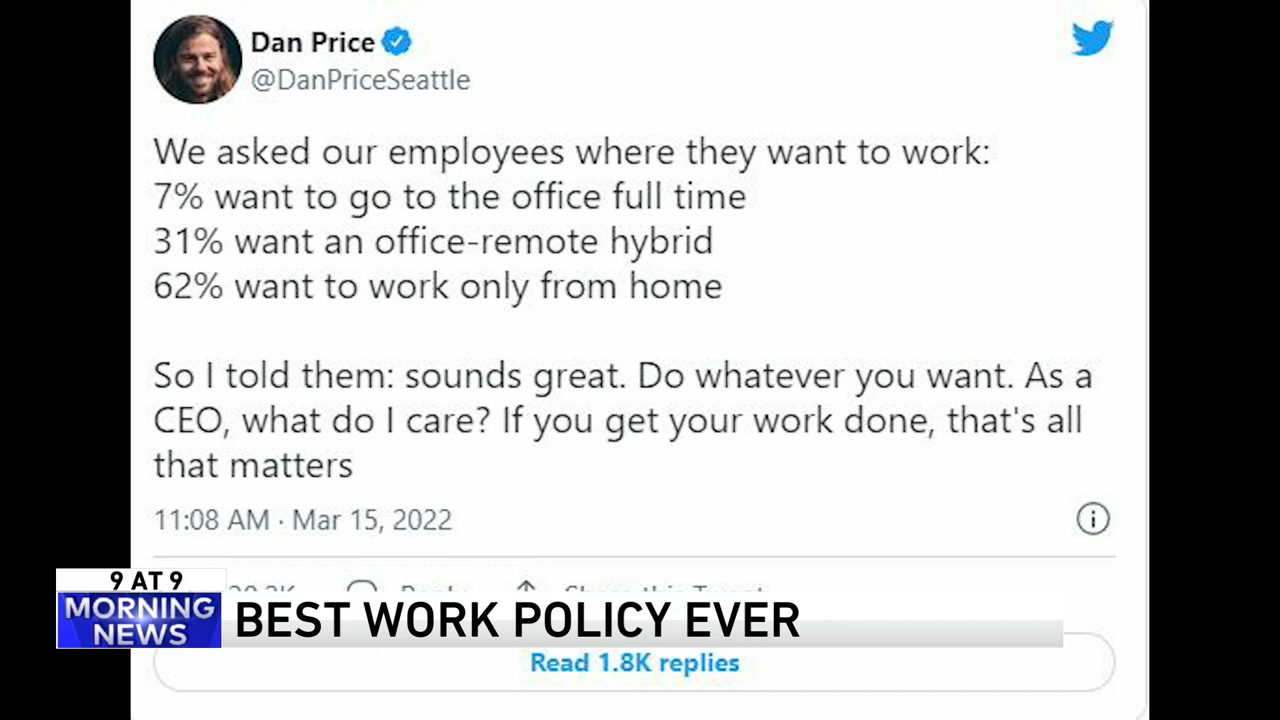 Dan Price
@DanPriceSeattle
We asked our employees where they want to work:
7% want to go to the office full time
31% want an office-remote hybrid
62% want to work only from home
So I told them: sounds great. Do whatever you want. As a
CEO, what do I care? If you get your work done, that's all
that matters
11:08 AM · Mar 15, 2022
Reply Share this Tweet
9 AT 9
MORNING
NEWS
BEST WORK POLICY EVER
Read 1.8K replies